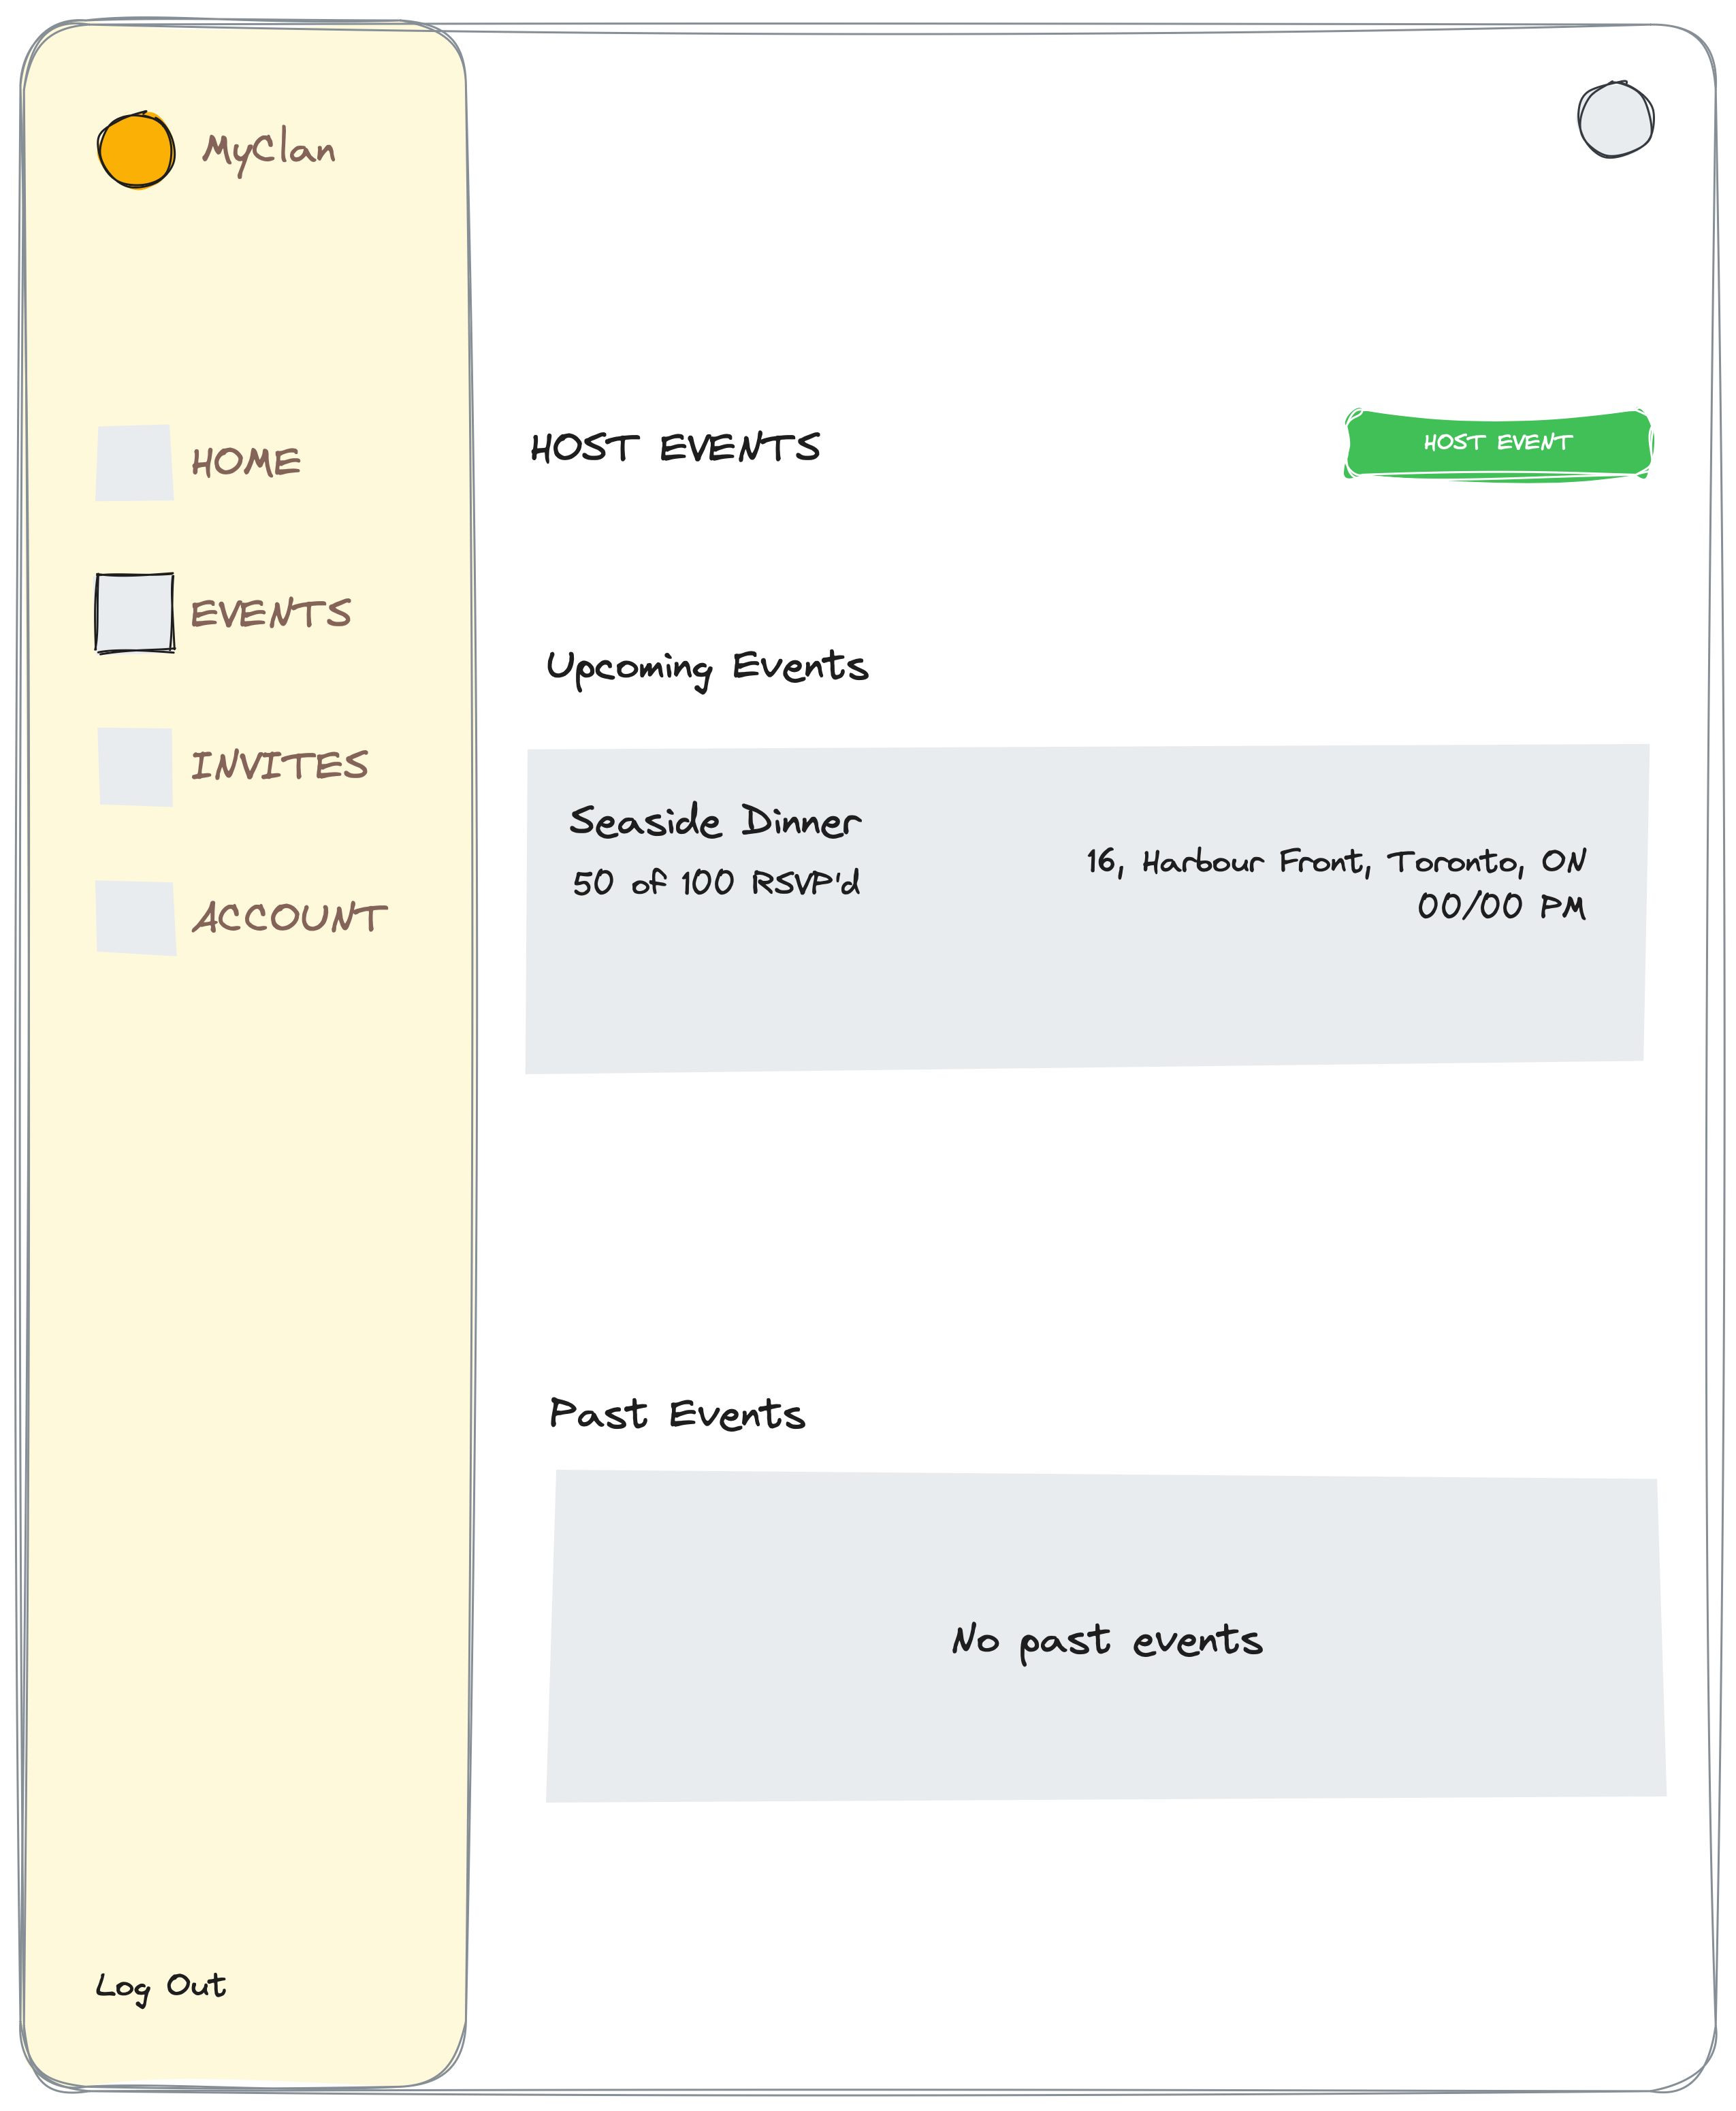 MyClan
HOME
EVENTS
INVITES
ACCOUNT
Log Out
HOST EVENTS
HOST EVENT
Upcoming Events
Seaside Dinner
50 of 100 RSVP'd
16, Harbour Front, Toronto, ON
00/00 PM
Past Events
No past events